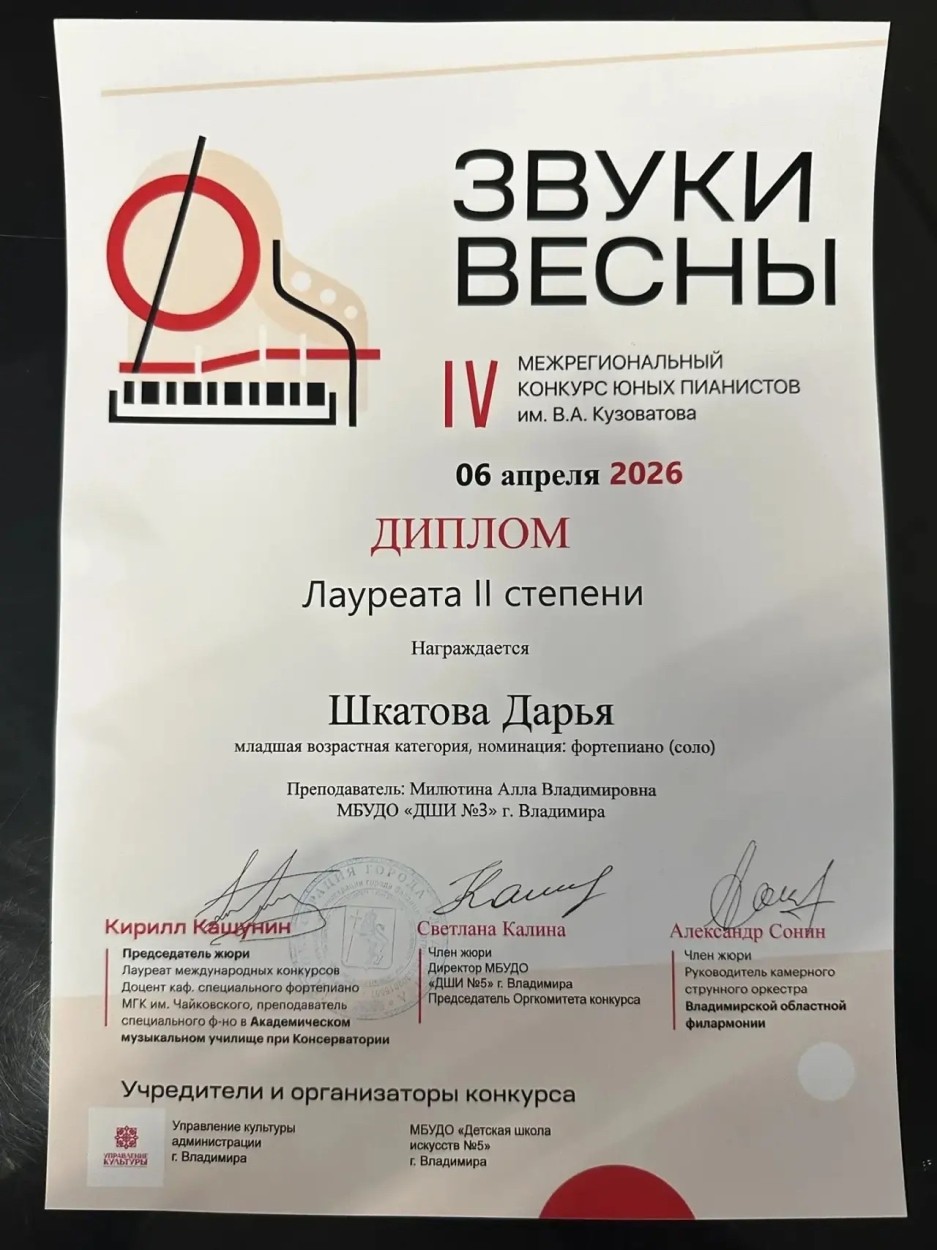 ЗВУКИ
ВЕСНЫ
IV
МЕЖРЕГИОНАЛЬНЫЙ
КОНКУРС ЮНЫХ ПИАНИСТОВ
им. В.А. Кузоватова
06 апреля 2026
ДИПЛОМ
Лауреата II степени
Награждается
Шкатова Дарья
младшая возрастная категория, номинация: фортепиано (соло)
Преподаватель: Милютина Алла Владимировна
МБУДО «ДШИ №3» г. Владимира
Кирилл Кашунин
Председатель жюри
Лауреат международных конкурсов
Доцент каф. специального фортепиано
МГК им. Чайковского, преподаватель
специального ф-но в Академическом
музыкальном училище при Консерватории
Светлана Калина
Член жюри
Директор МБУДО
«ДШИ №5» г. Владимира
Председатель Оргкомитета конкурса
Александр Сонин
Член жюри
Руководитель камерного
струнного оркестра
Владимирской областной
филармонии
Учредители и организаторы конкурса
УПРАВЛЕНИЕ
КУЛЬТУРЫ
Управление культуры
администрации
г. Владимира
МБУДО «Детская школа
искусств №5»
г. Владимира